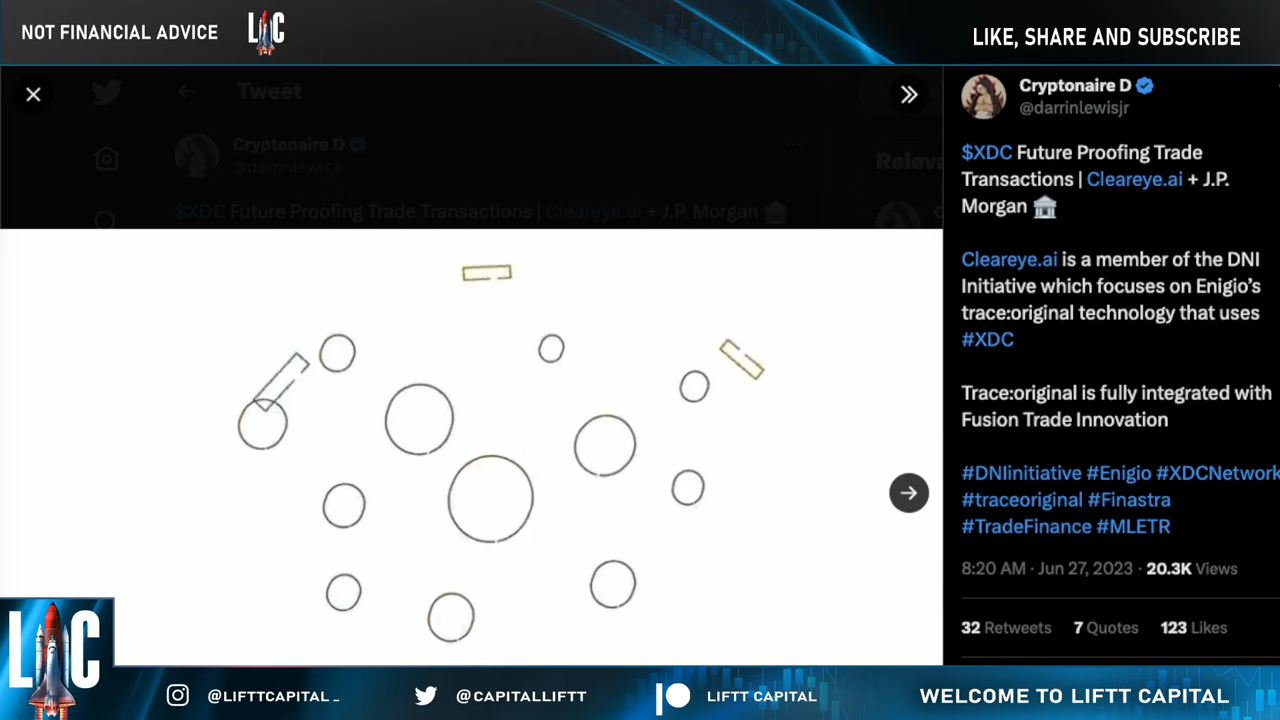 NOT FINANCIAL ADVICE
LC
LIKE, SHARE AND SUBSCRIBE
Tweet
Cryptonaire D
@darrinlewisjr
$XDC Future Proofing Trade Transactions | Cleareye.ai + J.P. Morgan
Releva
Cryptonaire D
@darrinlewisjr
$XDC Future Proofing Trade
Transactions | Cleareye.ai + J.P.
Morgan
Cleareye.ai is a member of the DNI
Initiative which focuses on Enigio's
trace:original technology that uses
#XDC
Trace:original is fully integrated with
Fusion Trade Innovation
#DNIinitiative #Enigio #XDCNetwork
#traceoriginal #Finastra
#TradeFinance #MLETR
8:20 AM · Jun 27, 2023 · 20.3K Views
32 Retweets 7 Quotes 123 Likes
LC
@LIFTTCAPITAL_
@CAPITALLIFTT
LIFTT CAPITAL
WELCOME TO LIFTT CAPITAL